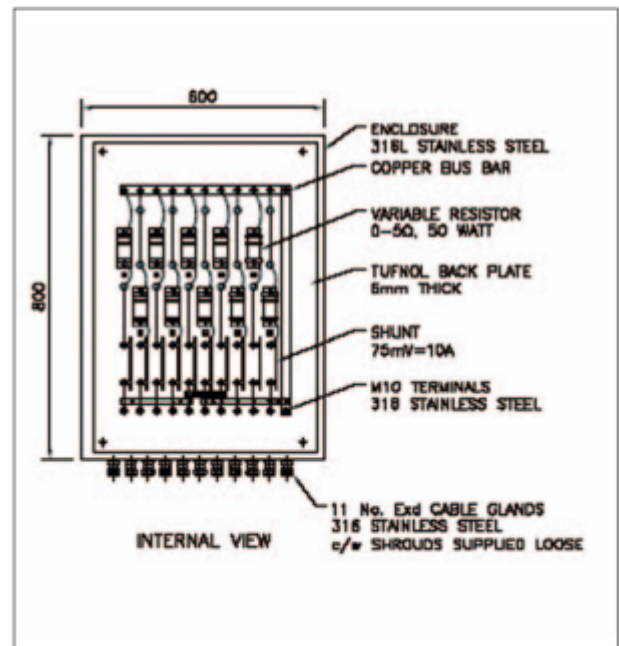 600
800
ENCLOSURE
316L STAINLESS STEEL
COPPER BUS BAR
VARIABLE RESISTOR
0-5Ω, 50 WATT
TUFNOL BACK PLATE
6mm THICK
SHUNT
75mV=10A
M10 TERMINALS
316 STAINLESS STEEL
11 No. Exd CABLE GLANDS
316 STAINLESS STEEL
c/w SHROUDS SUPPLIED LOOSE
INTERNAL VIEW